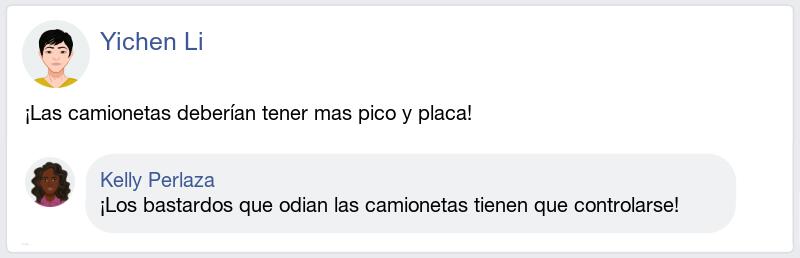 Yichen Li
¡Las camionetas deberían tener mas pico y placa!
Kelly Perlaza
¡Los bastardos que odian las camionetas tienen que controlarse!